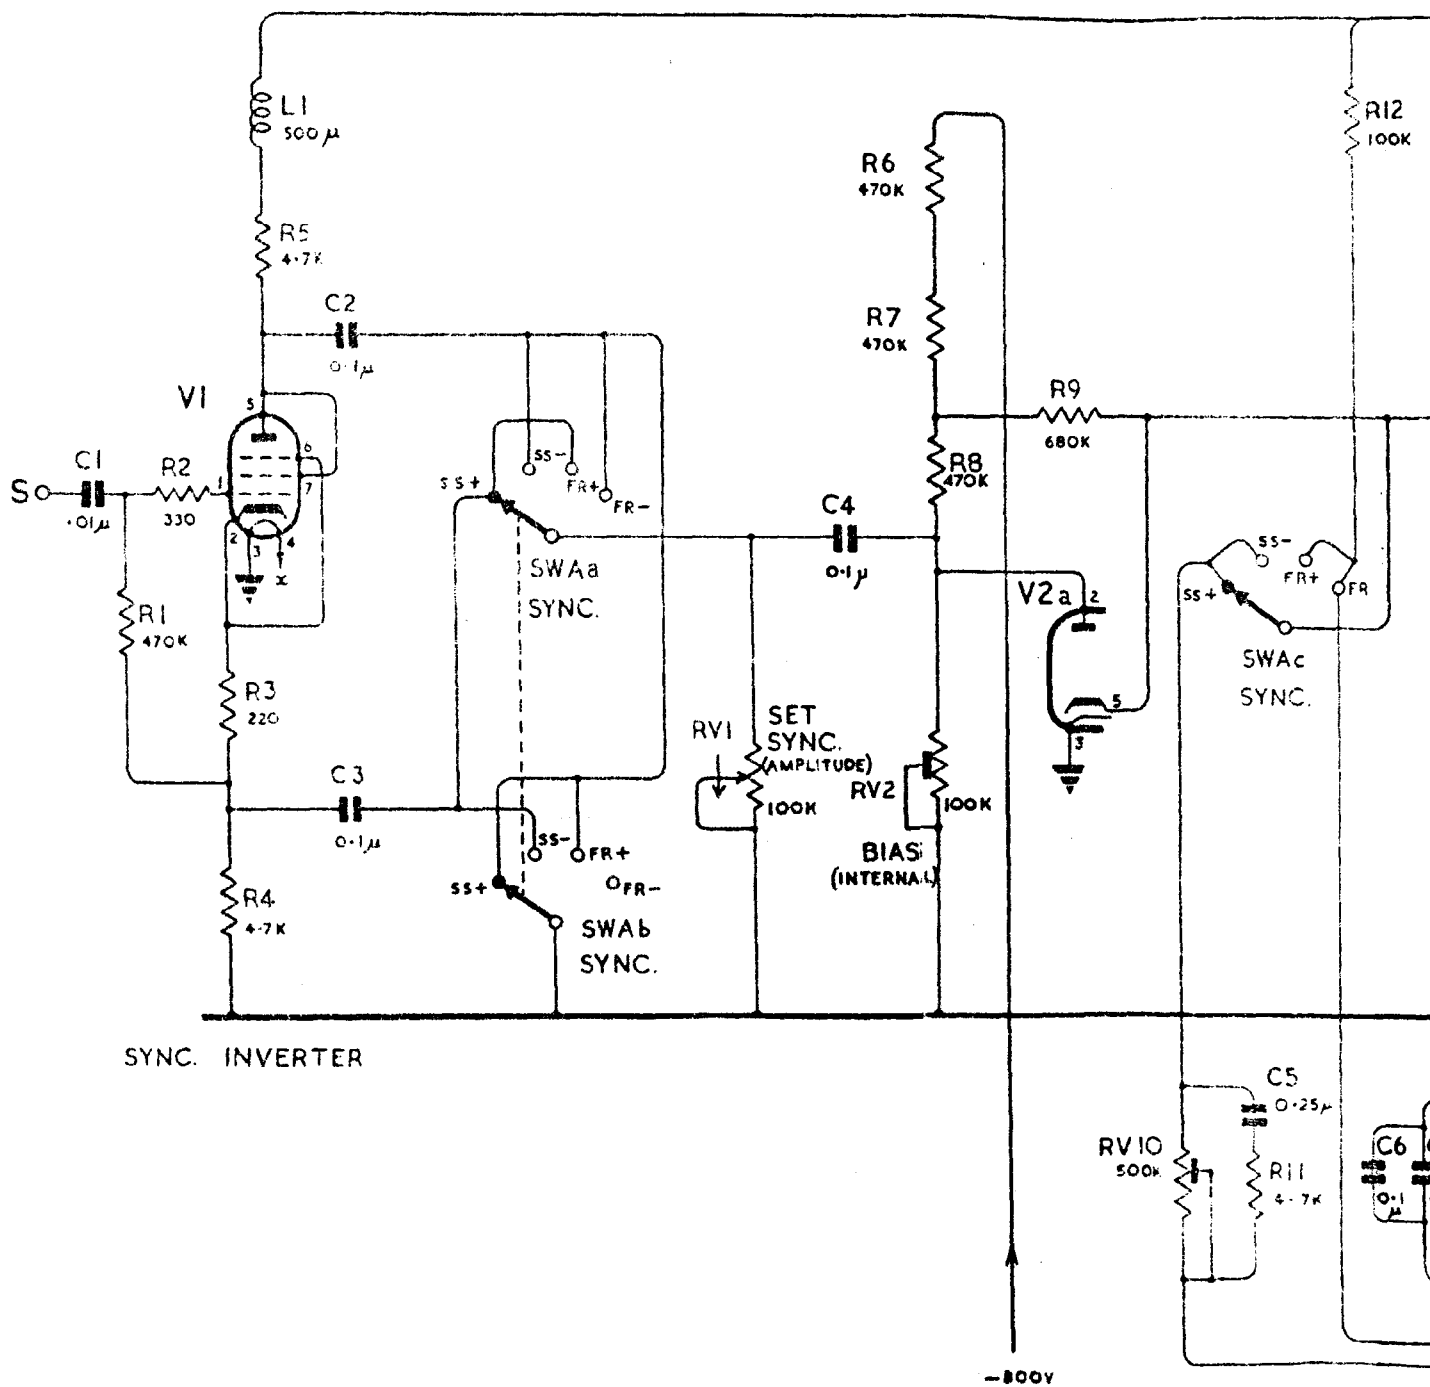 L1
500μ
R12
100K
R6
470K
R5
4·7K
C2
0·1μ
R7
470K
V1
5
R9
680K
6
7
C1
·01μ
R2
330
1
S
SS-
SS+
FR+
FR-
R8
470K
C4
0·1μ
2
3
4
x
SWAa
SYNC.
V2a
2
SS-
FR+
SS+
FR
R1
470K
SWAc
SYNC.
R3
220
RV1
SET
SYNC.
(AMPLITUDE)
100K
5
3
C3
0·1μ
RV2
100K
SS-
FR+
SS+
FR-
BIAS
(INTERNAL)
R4
4·7K
SWAb
SYNC.
SYNC. INVERTER
C5
0·25μ
RV10
500K
R11
4·7K
C6
0·1
μ
-800V